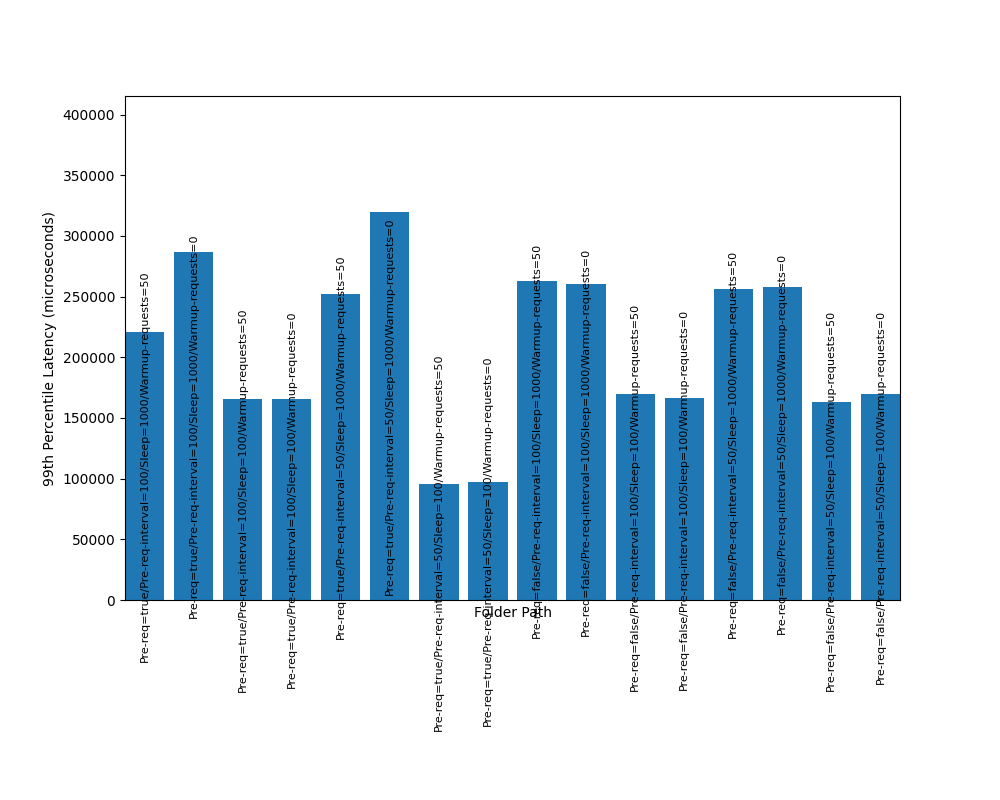 400000
350000
300000
250000
200000
150000
100000
50000
0
99th Percentile Latency (microseconds)
Pre-req=true/Pre-req-interval=100/Sleep=1000/Warmup-requests=50
Pre-req=true/Pre-req-interval=100/Sleep=1000/Warmup-requests=0
Pre-req=true/Pre-req-interval=100/Sleep=100/Warmup-requests=50
Pre-req=true/Pre-req-interval=100/Sleep=100/Warmup-requests=0
Pre-req=true/Pre-req-interval=50/Sleep=1000/Warmup-requests=50
Pre-req=true/Pre-req-interval=50/Sleep=1000/Warmup-requests=0
Pre-req=true/Pre-req-interval=50/Sleep=100/Warmup-requests=50
Pre-req=true/Pre-req-interval=50/Sleep=100/Warmup-requests=0
Pre-req=false/Pre-req-interval=100/Sleep=1000/Warmup-requests=50
Pre-req=false/Pre-req-interval=100/Sleep=1000/Warmup-requests=0
Pre-req=false/Pre-req-interval=100/Sleep=100/Warmup-requests=50
Pre-req=false/Pre-req-interval=100/Sleep=100/Warmup-requests=0
Pre-req=false/Pre-req-interval=50/Sleep=1000/Warmup-requests=50
Pre-req=false/Pre-req-interval=50/Sleep=1000/Warmup-requests=0
Pre-req=false/Pre-req-interval=50/Sleep=100/Warmup-requests=50
Pre-req=false/Pre-req-interval=50/Sleep=100/Warmup-requests=0
Folder Path